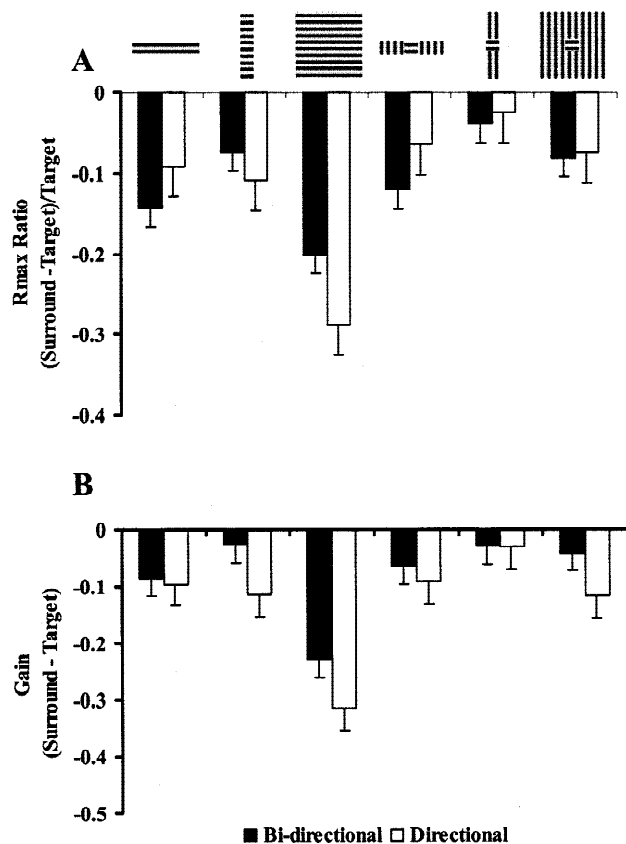 A
0
-0.1
-0.2
-0.3
-0.4
Rmax Ratio
(Surround -Target)/Target
B
0
-0.1
-0.2
-0.3
-0.4
-0.5
Gain
(Surround - Target)
■ Bi-directional □ Directional